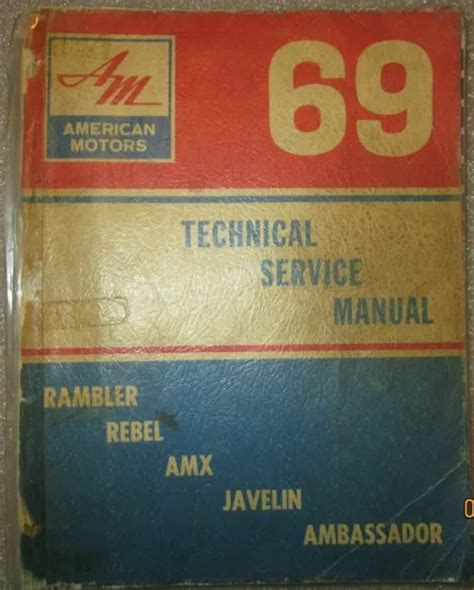 AM
69
AMERICAN
MOTORS
TECHNICAL
SERVICE
MANUAL
RAMBLER
REBEL
AMX
JAVELIN
AMBASSADOR